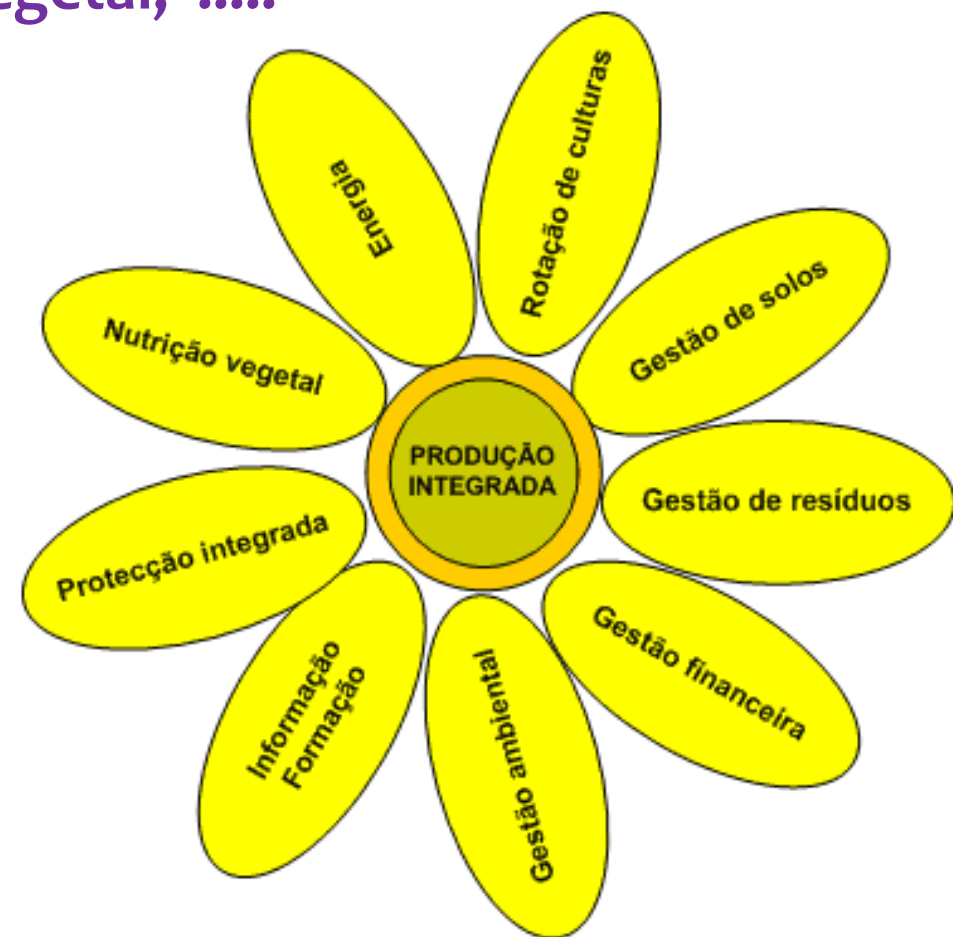 egetal, .....
Energia
Rotação de culturas
Gestão de solos
Nutrição vegetal
PRODUÇÃO
INTEGRADA
Gestão de resíduos
Protecção integrada
Informação
Formação
Gestão ambiental
Gestão financeira